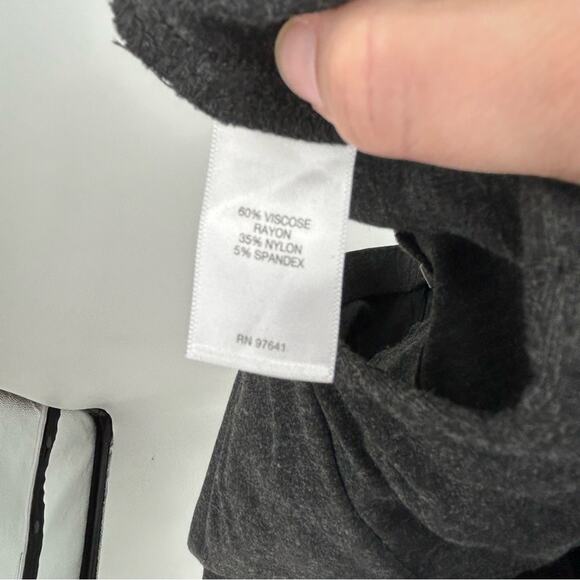 60% VISCOSE
RAYON
35% NYLON
5% SPANDEX
RN 97641